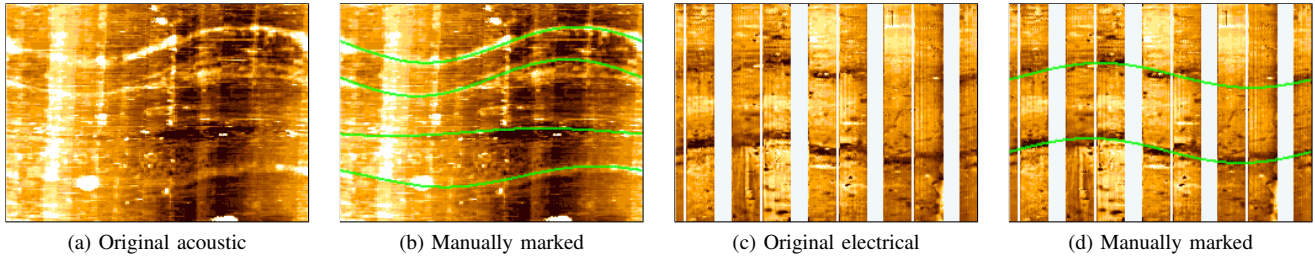 (a) Original acoustic
(b) Manually marked
(c) Original electrical
(d) Manually marked